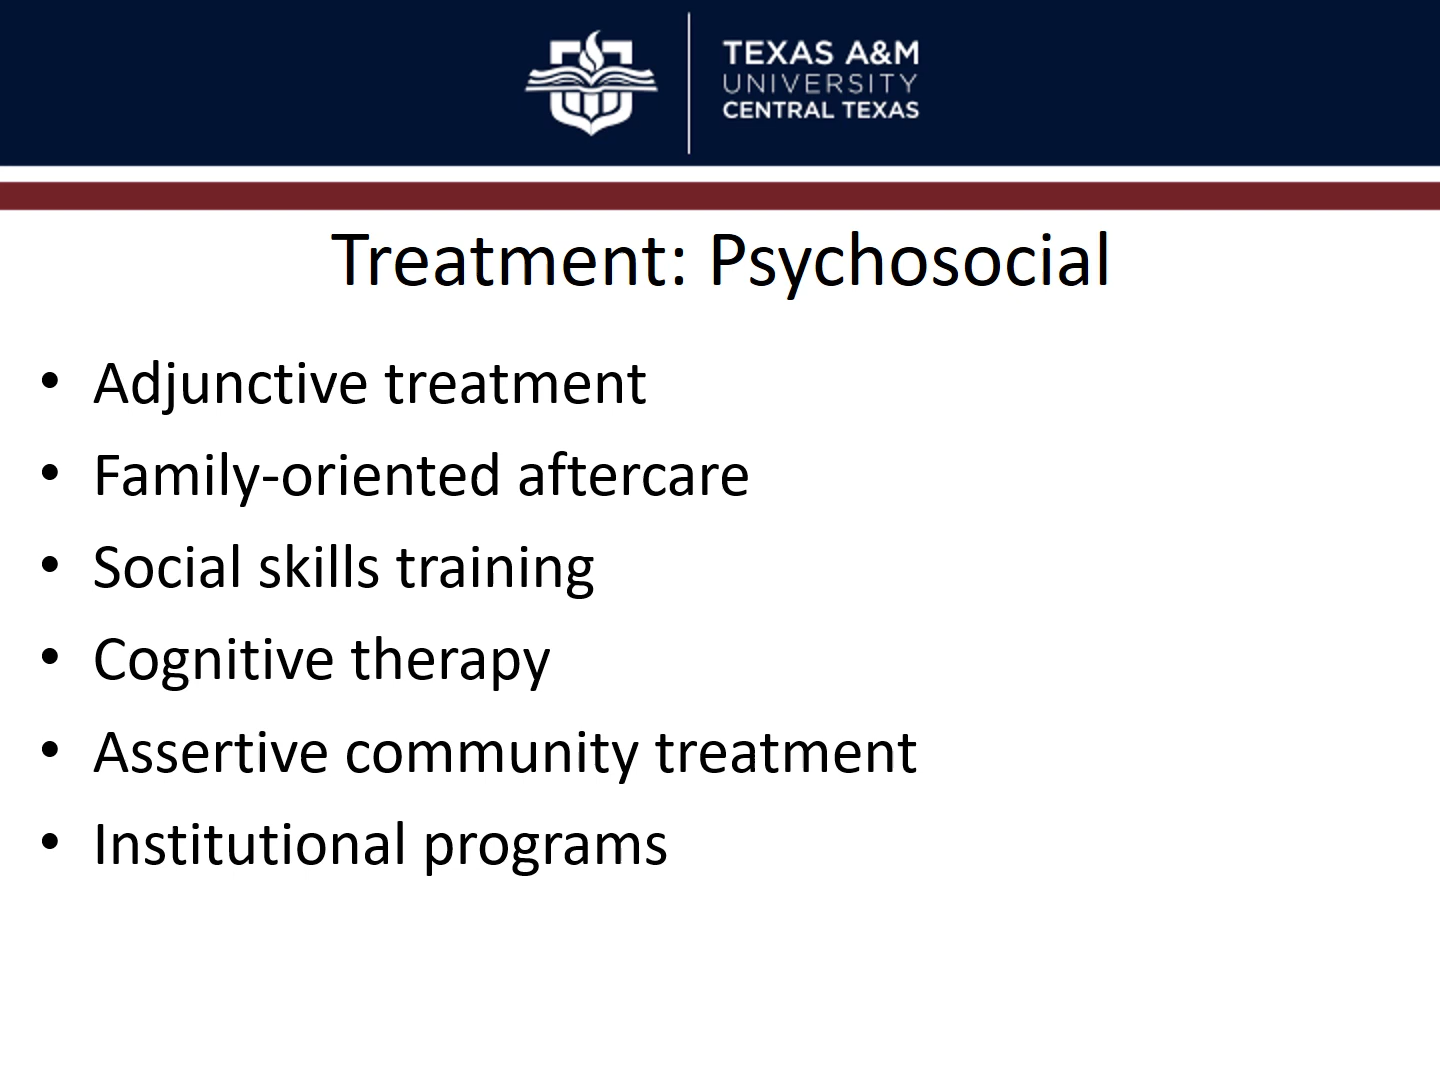 TEXAS A&M
UNIVERSITY
CENTRAL TEXAS
Treatment: Psychosocial
• Adjunctive treatment
• Family-oriented aftercare
• Social skills training
• Cognitive therapy
• Assertive community treatment
• Institutional programs